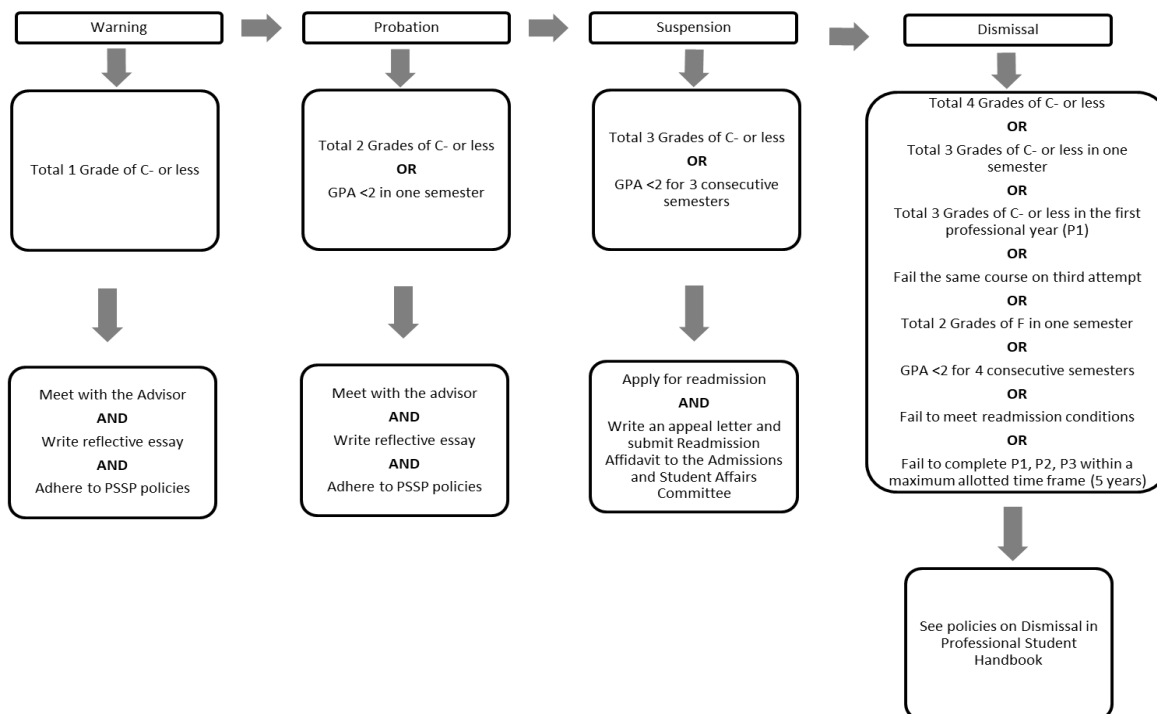 Warning
Probation
Suspension
Dismissal
Total 1 Grade of C- or less
Total 2 Grades of C- or less
OR
GPA <2 in one semester
Total 3 Grades of C- or less
OR
GPA <2 for 3 consecutive
semesters
Total 4 Grades of C- or less
OR
Total 3 Grades of C- or less in one
semester
OR
Total 3 Grades of C- or less in the first
professional year (P1)
OR
Fail the same course on third attempt
OR
Total 2 Grades of F in one semester
OR
GPA <2 for 4 consecutive semesters
OR
Fail to meet readmission conditions
OR
Fail to complete P1, P2, P3 within a
maximum allotted time frame (5 years)
Meet with the Advisor
AND
Write reflective essay
AND
Adhere to PSSP policies
Meet with the advisor
AND
Write reflective essay
AND
Adhere to PSSP policies
Apply for readmission
AND
Write an appeal letter and
submit Readmission
Affidavit to the Admissions
and Student Affairs
Committee
See policies on Dismissal in
Professional Student
Handbook